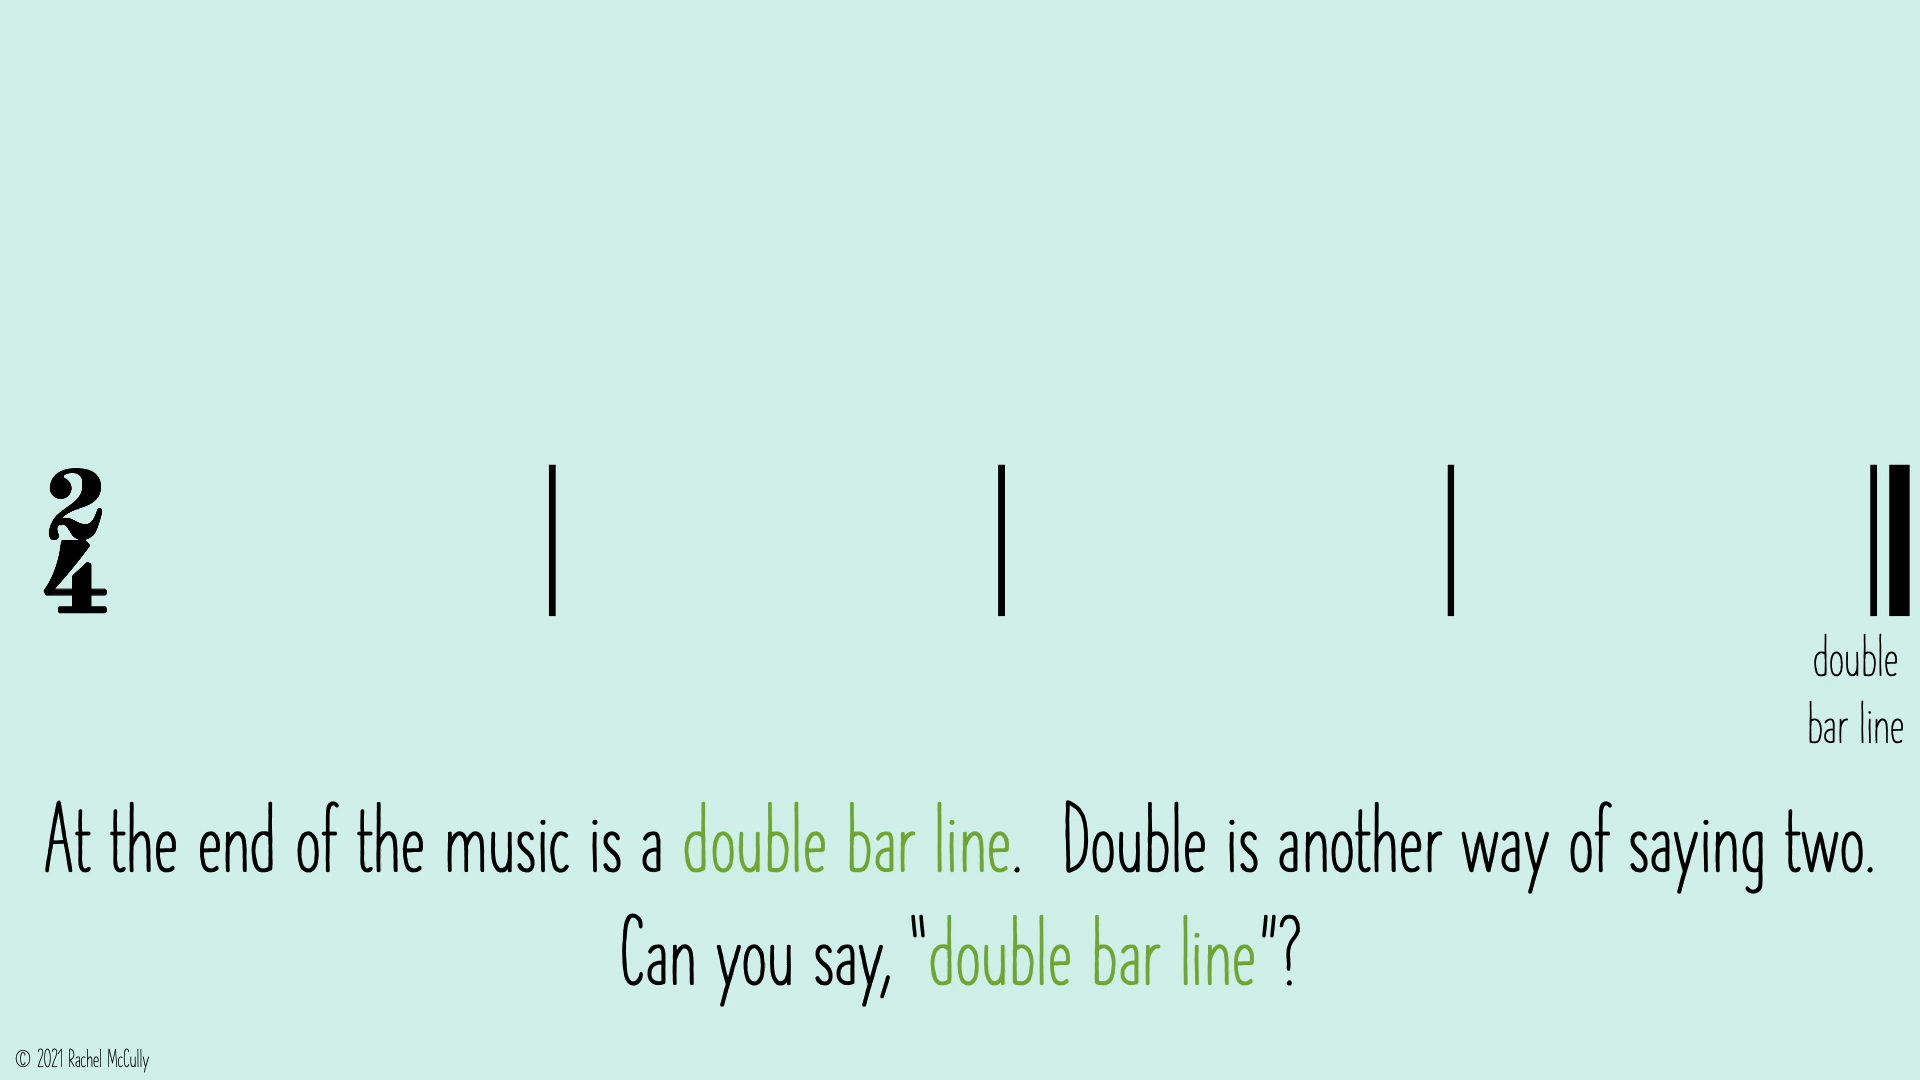 2
4
double
bar line
At the end of the music is a double bar line. Double is another way of saying two.
Can you say, "double bar line"?
© 2021 Rachel McCully